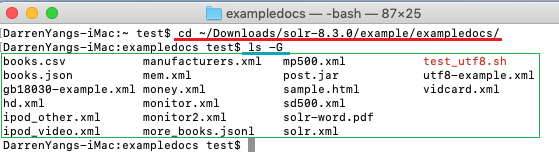 exampledocs — -bash — 87×25
DarrenYangs-iMac:~ test$ cd ~/Downloads/solr-8.3.0/example/exampledocs/
DarrenYangs-iMac:exampledocs test$ ls -G
books.csv manufacturers.xml mp500.xml test_utf8.sh
books.json mem.xml post.jar utf8-example.xml
gb18030-example.xml money.xml sample.html vidcard.xml
hd.xml monitor.xml sd500.xml
ipod_other.xml monitor2.xml solr-word.pdf
ipod_video.xml more_books.jsonl solr.xml
DarrenYangs-iMac:exampledocs test$